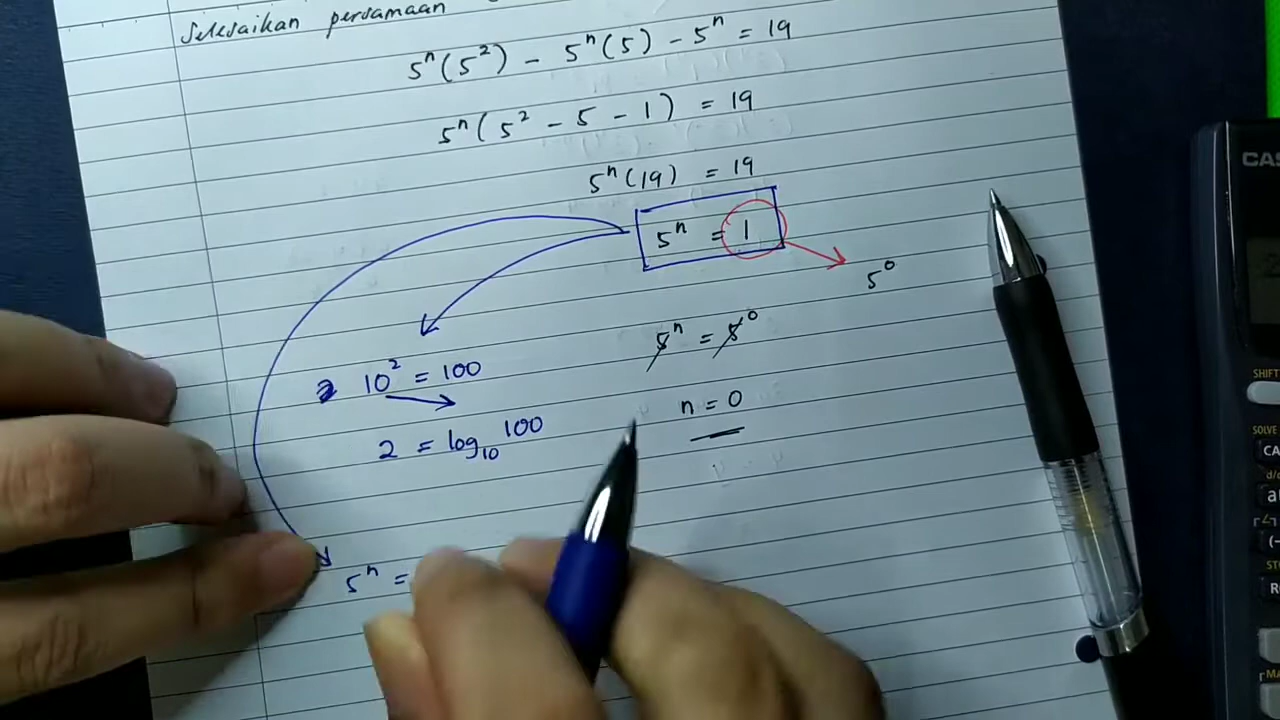 Selesaikan persamaan
5ⁿ(5²) - 5ⁿ(5) - 5ⁿ = 19
5ⁿ(5² - 5 - 1) = 19
5ⁿ(19) = 19
5ⁿ = 1
5⁰
5ⁿ = 5⁰
n = 0
10² = 100
2 = log₁₀ 100
5ⁿ =
CAS
SHIFT
SOLVE
CA